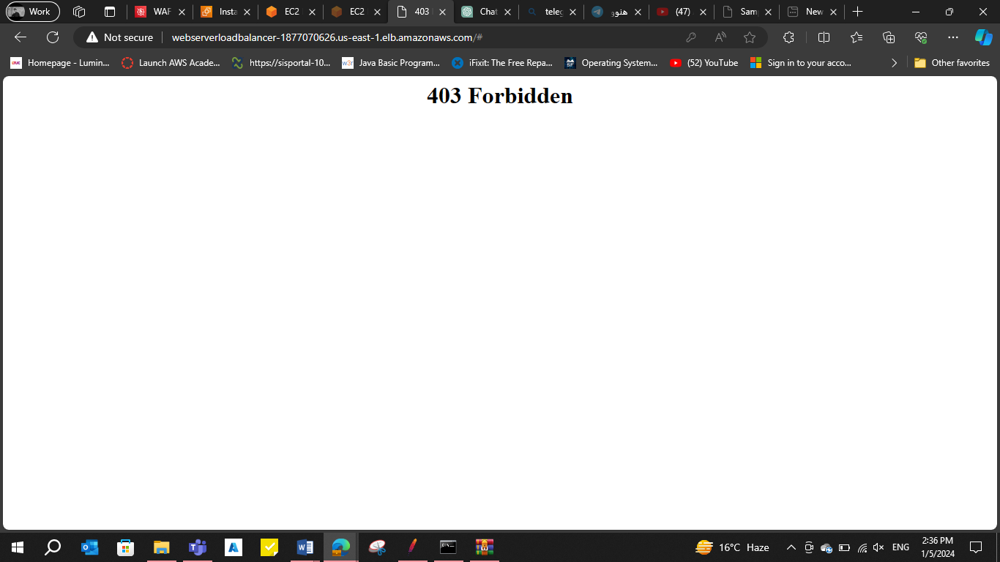 Work
WAF
Insta
EC2
EC2
403
Chat
teleg
هنوو
(47)
Sam
New
Not secure
webserverloadbalancer-1877070626.us-east-1.elb.amazonaws.com/#
Homepage - Lumin...
Launch AWS Acade...
https://sisportal-10...
w3r
Java Basic Program...
iFixit: The Free Repa...
Operating System...
(52) YouTube
Sign in to your acco...
Other favorites
403 Forbidden
16°C Haze
ENG
2:36 PM
1/5/2024